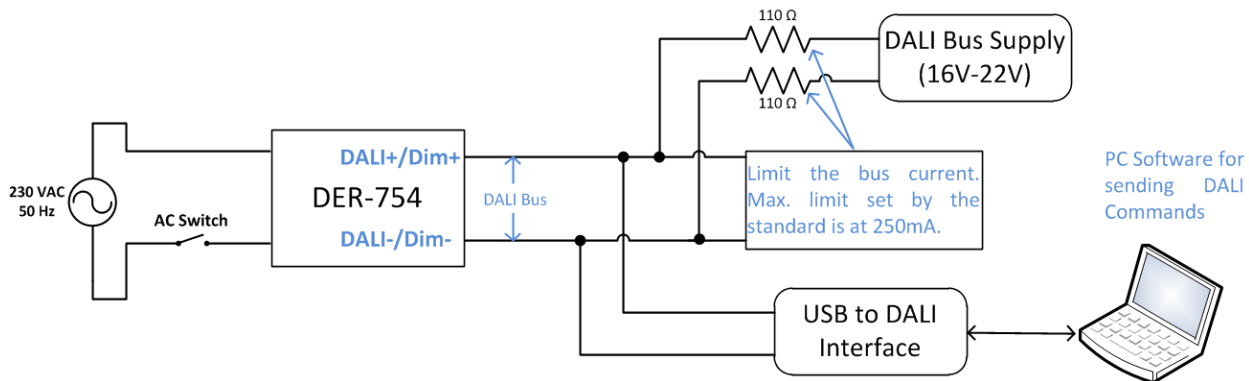 110 Ω
DALI Bus Supply
(16V-22V)
110 Ω
230 VAC
50 Hz
AC Switch
DALI+/Dim+
DER-754
DALI-/Dim-
DALI Bus
Limit the bus current.
Max. limit set by the
standard is at 250mA.
PC Software for
sending DALI
Commands
USB to DALI
Interface